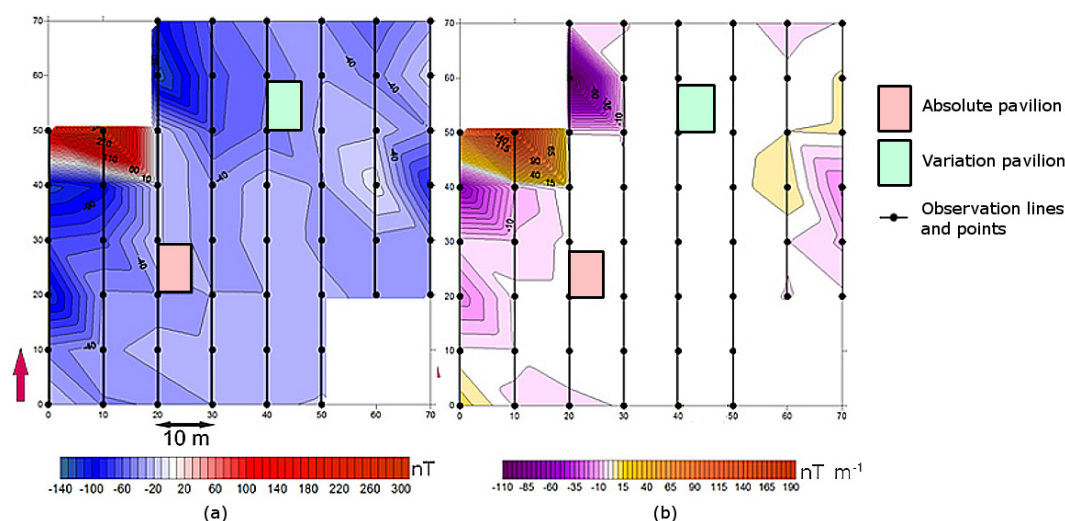 70
60
50
40
30
20
10
0
0 10 20 30 40 50 60 70
-40
-40
-40
-40
-40
-40
10 m
70
60
50
40
30
20
10
0
0 10 20 30 40 50 60 70
-35
-10
65
90
40
15
-10
Absolute pavilion
Variation pavilion
Observation lines
and points
nT
-140 -100 -60 -20 20 60 100 140 180 220 260 300
(a)
nT m⁻¹
-110 -85 -60 -35 -10 15 40 65 90 115 140 165 190
(b)